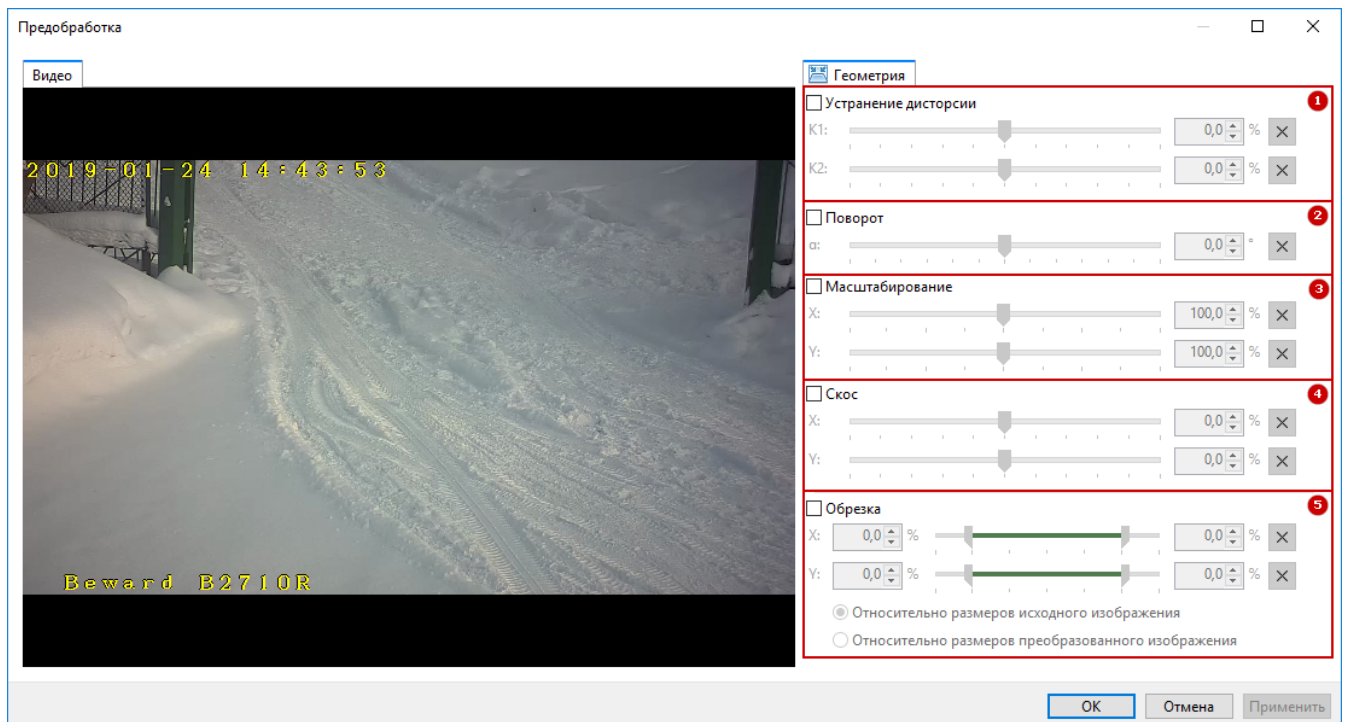 Предобработка
Видео
Геометрия
2019-01-24 14:43:53
Beward B2710R
Устранение дисторсии 1
K1: 0,0 %
K2: 0,0 %
Поворот 2
α: 0,0 °
Масштабирование 3
X: 100,0 %
Y: 100,0 %
Скос 4
X: 0,0 %
Y: 0,0 %
Обрезка 5
X: 0,0 % 0,0 %
Y: 0,0 % 0,0 %
Относительно размеров исходного изображения
Относительно размеров преобразованного изображения
OK Отмена Применить